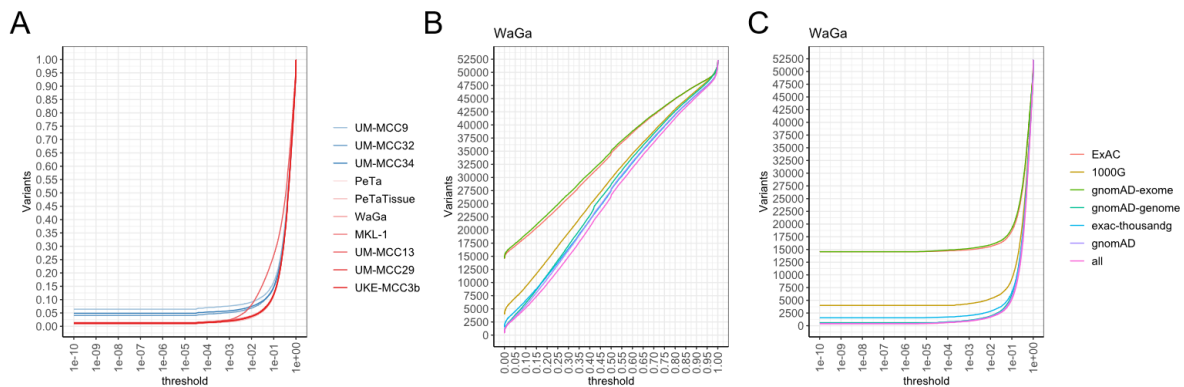 A
B
C
WaGa
WaGa
Variants
1.00
0.95
0.90
0.85
0.80
0.75
0.70
0.65
0.60
0.55
0.50
0.45
0.40
0.35
0.30
0.25
0.20
0.15
0.10
0.05
0.00
1e-10
1e-09
1e-08
1e-07
1e-06
1e-05
1e-04
1e-03
1e-02
1e-01
1e+00
threshold
UM-MCC9
UM-MCC32
UM-MCC34
PeTa
PeTaTissue
WaGa
MKL-1
UM-MCC13
UM-MCC29
UKE-MCC3b
Variants
52500
50000
47500
45000
42500
40000
37500
35000
32500
30000
27500
25000
22500
20000
17500
15000
12500
10000
7500
5000
2500
0
0.00
0.05
0.10
0.15
0.20
0.25
0.30
0.35
0.40
0.45
0.50
0.55
0.60
0.65
0.70
0.75
0.80
0.85
0.90
0.95
1.00
threshold
Variants
52500
50000
47500
45000
42500
40000
37500
35000
32500
30000
27500
25000
22500
20000
17500
15000
12500
10000
7500
5000
2500
0
1e-10
1e-09
1e-08
1e-07
1e-06
1e-05
1e-04
1e-03
1e-02
1e-01
1e+00
threshold
ExAC
1000G
gnomAD-exome
gnomAD-genome
exac-thousandg
gnomAD
all